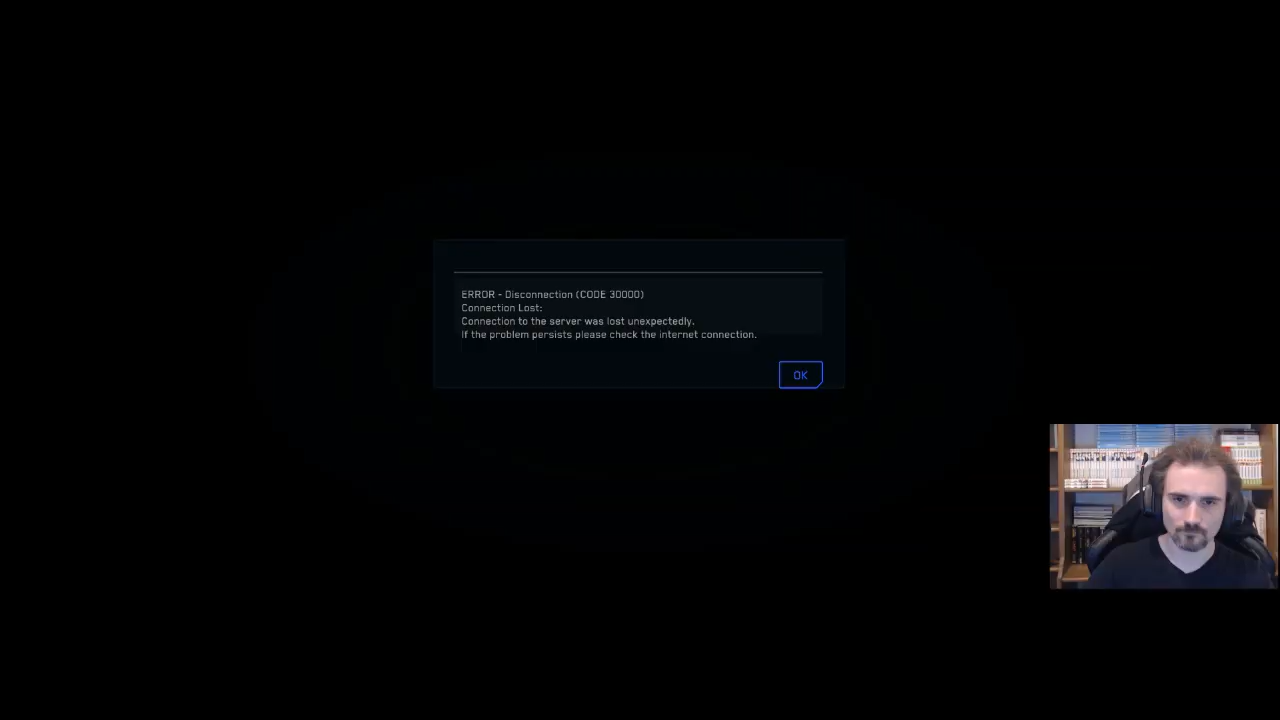 ERROR - Disconnection (CODE 30000)
Connection Lost:
Connection to the server was lost unexpectedly.
If the problem persists please check the internet connection.
OK